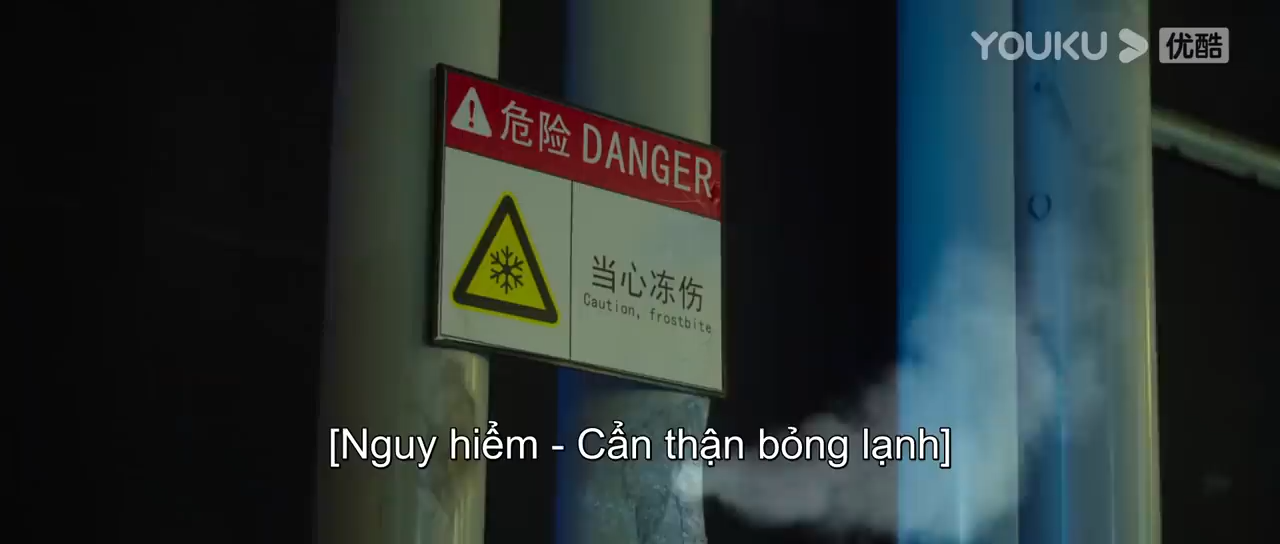 YOUKU 优酷
危险 DANGER
当心冻伤
Caution, frostbite
[Nguy hiểm - Cẩn thận bỏng lạnh]